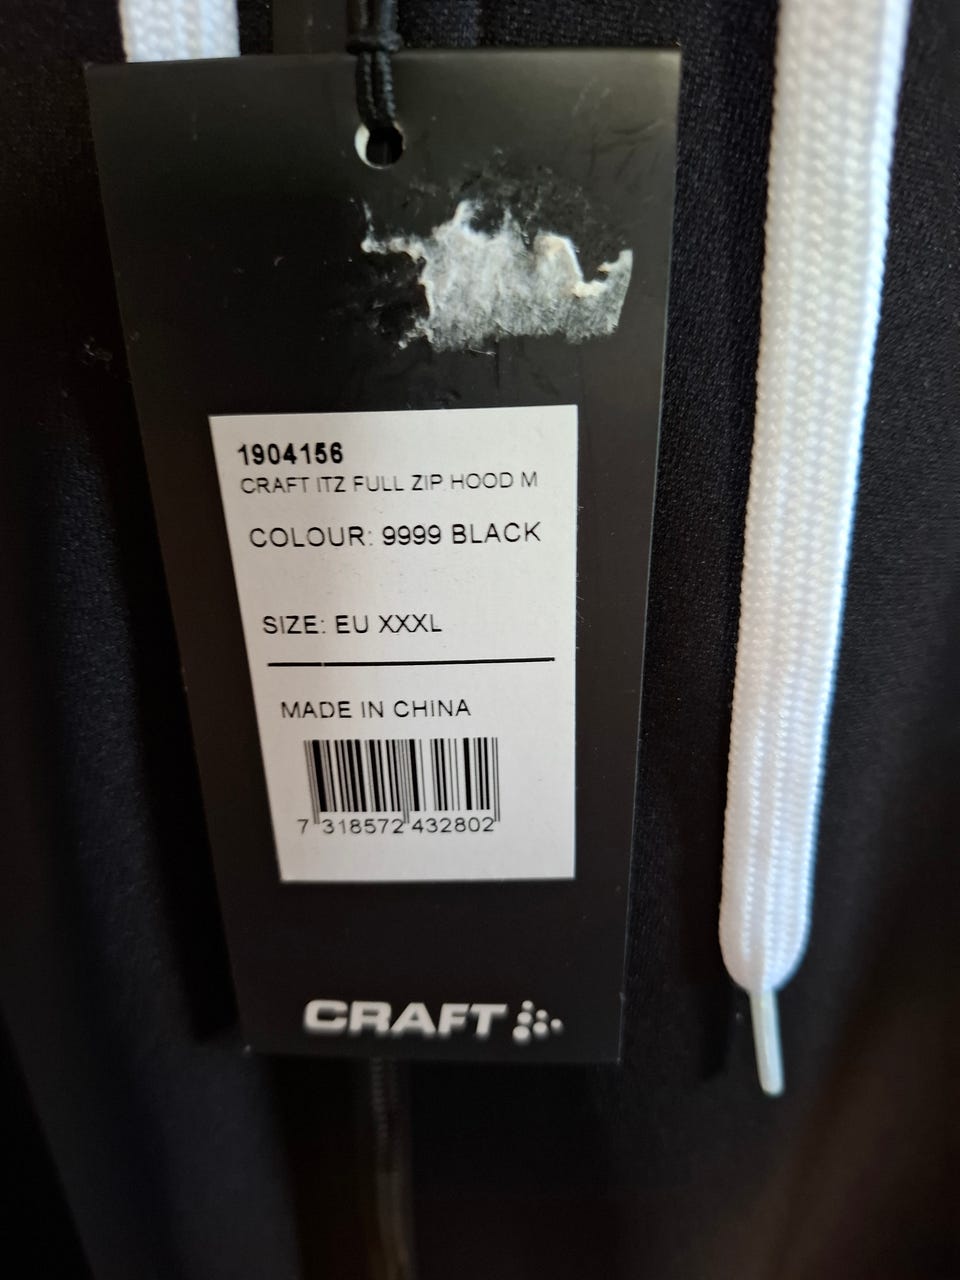 1904156
CRAFT ITZ FULL ZIP HOOD M
COLOUR: 9999 BLACK
SIZE: EU XXXL
MADE IN CHINA
7 318572 432802
CRAFT